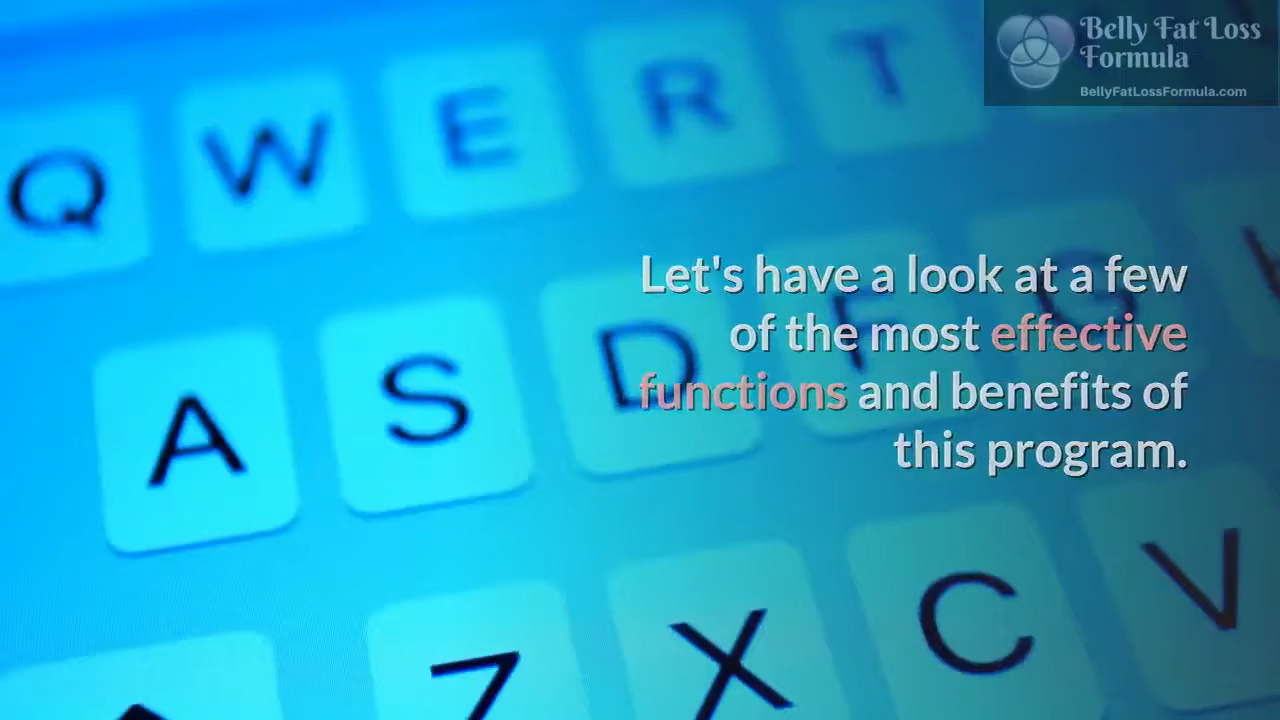 Belly Fat Loss
Formula
BellyFatLossFormula.com
Q W E R T
Let's have a look at a few
of the most effective
functions and benefits of
this program.
A S D F G
Z X C V